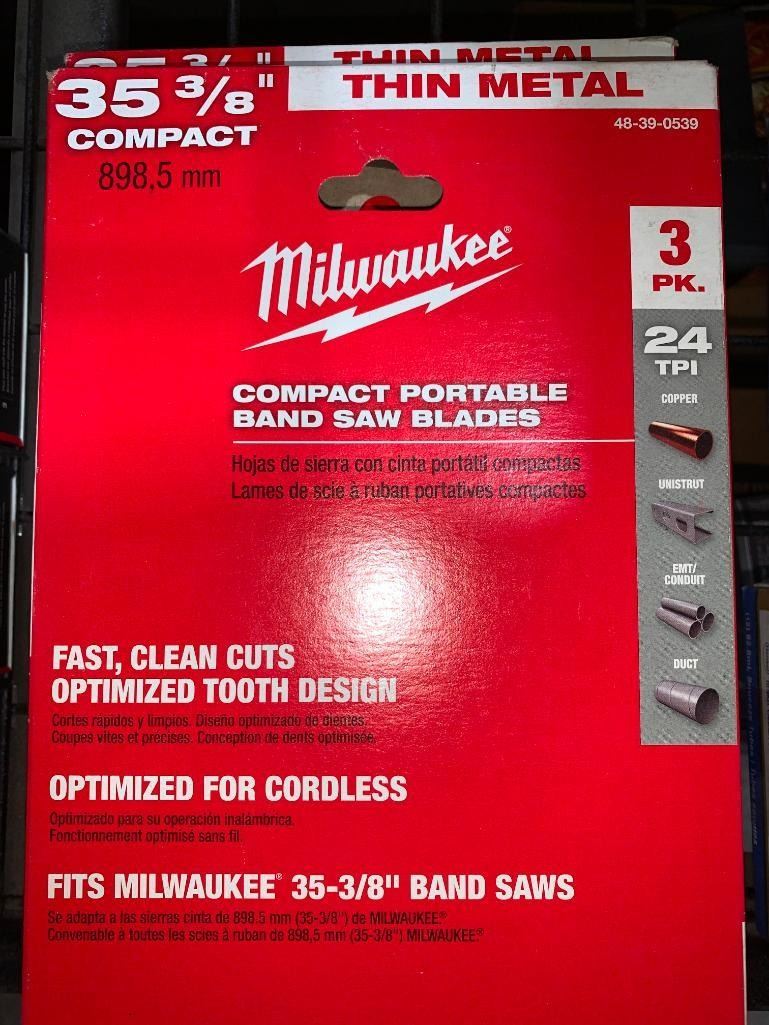 THIN METAL
35 3/8"
THIN METAL
COMPACT
48-39-0539
898,5 mm
Milwaukee®
3
PK.
24
TPI
COPPER
UNISTRUT
EMT/
CONDUIT
DUCT
COMPACT PORTABLE
BAND SAW BLADES
Hojas de sierra con cinta portátil compactas
Lames de scie à ruban portatives compactes
FAST, CLEAN CUTS
OPTIMIZED TOOTH DESIGN
Cortes rapidos y limpios. Diseño optimizado de dientes.
Coupes vites et précises. Conception de dents optimisée.
OPTIMIZED FOR CORDLESS
Optimizado para su operación inalámbrica.
Fonctionnement optimisé sans fil.
FITS MILWAUKEE® 35-3/8" BAND SAWS
Se adapta a las sierras cinta de 898.5 mm (35-3/8") de MILWAUKEE®
Convenable à toutes les scies à ruban de 898,5 mm (35-3/8") MILWAUKEE®